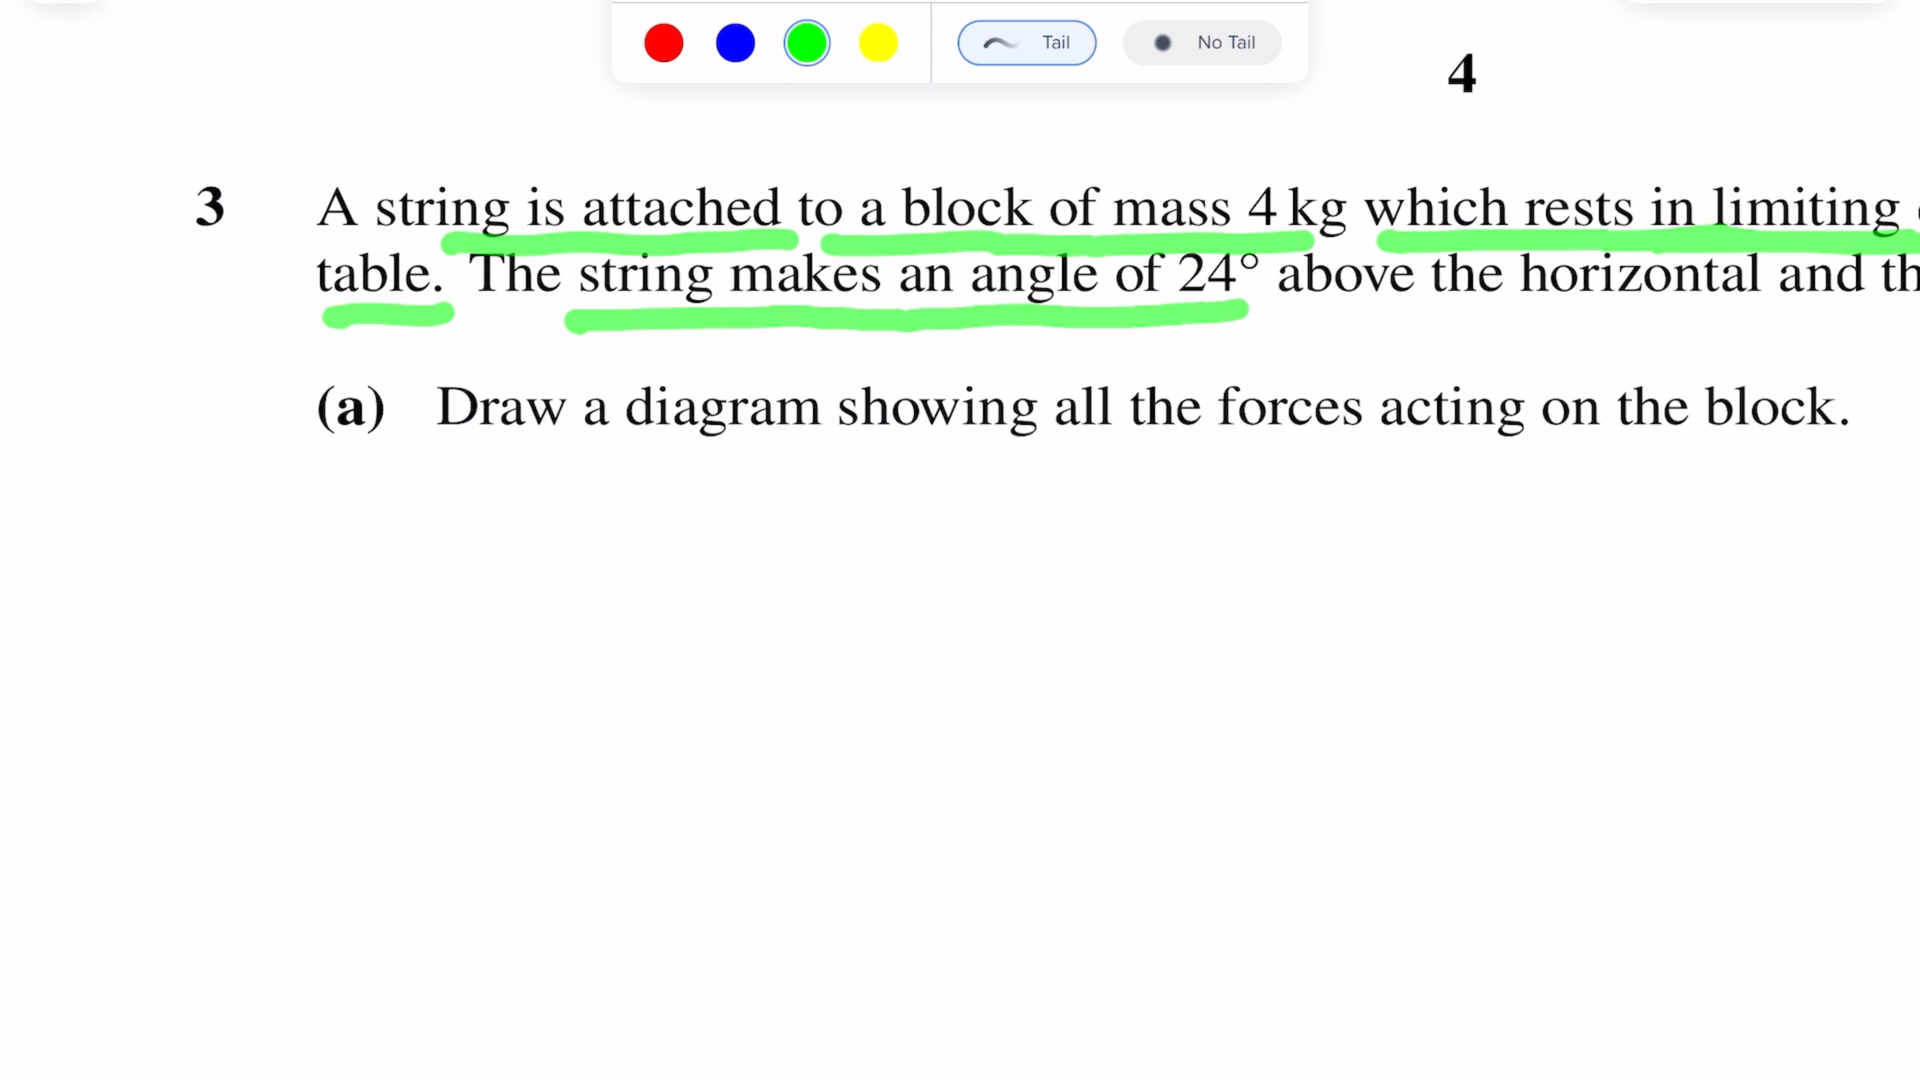 Tail No Tail
4
3 A string is attached to a block of mass 4 kg which rests in limiting
table. The string makes an angle of 24° above the horizontal and
(a) Draw a diagram showing all the forces acting on the block.